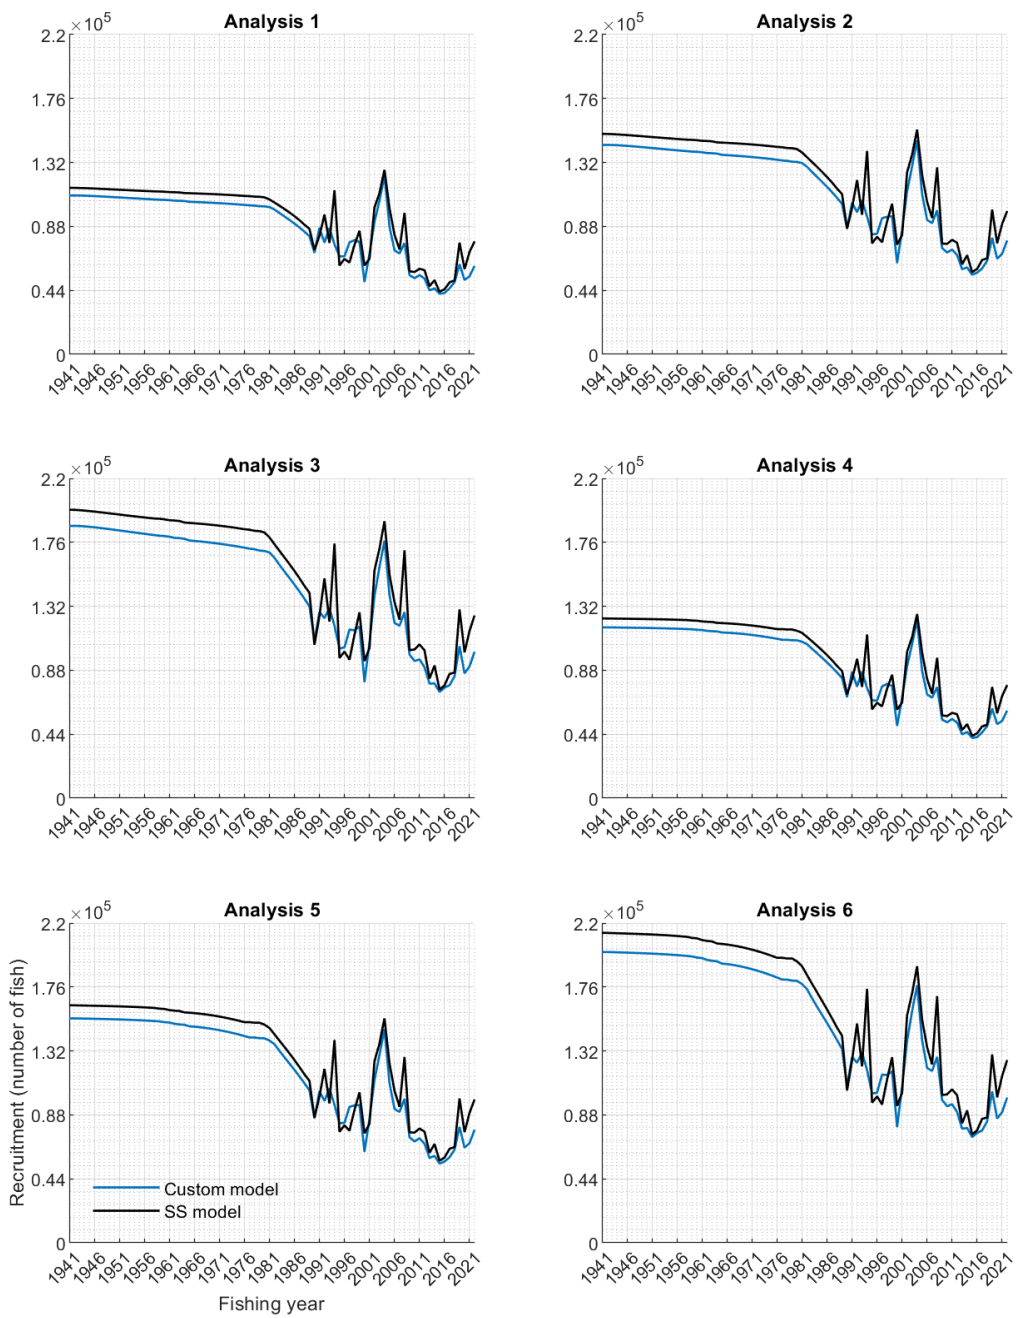 Analysis 1
×10^5
2.2
1.76
1.32
0.88
0.44
0
1941 1946 1951 1956 1961 1966 1971 1976 1981 1986 1991 1996 2001 2006 2011 2016 2021
Analysis 2
×10^5
2.2
1.76
1.32
0.88
0.44
0
1941 1946 1951 1956 1961 1966 1971 1976 1981 1986 1991 1996 2001 2006 2011 2016 2021
Analysis 3
×10^5
2.2
1.76
1.32
0.88
0.44
0
1941 1946 1951 1956 1961 1966 1971 1976 1981 1986 1991 1996 2001 2006 2011 2016 2021
Analysis 4
×10^5
2.2
1.76
1.32
0.88
0.44
0
1941 1946 1951 1956 1961 1966 1971 1976 1981 1986 1991 1996 2001 2006 2011 2016 2021
Analysis 5
×10^5
2.2
1.76
1.32
0.88
0.44
0
Recruitment (number of fish)
Custom model
SS model
1941 1946 1951 1956 1961 1966 1971 1976 1981 1986 1991 1996 2001 2006 2011 2016 2021
Fishing year
Analysis 6
×10^5
2.2
1.76
1.32
0.88
0.44
0
1941 1946 1951 1956 1961 1966 1971 1976 1981 1986 1991 1996 2001 2006 2011 2016 2021